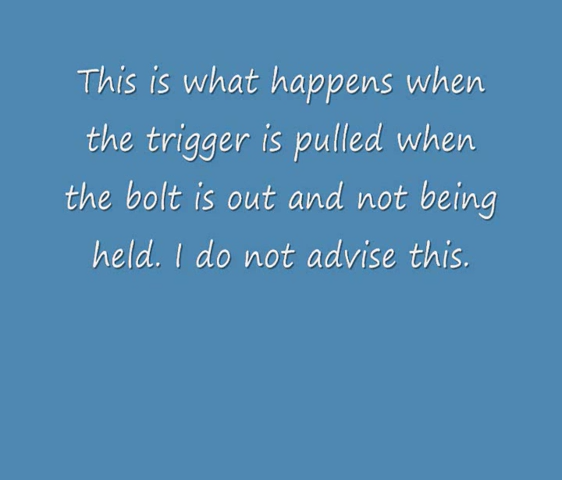 This is what happens when
the trigger is pulled when
the bolt is out and not being
held. I do not advise this.